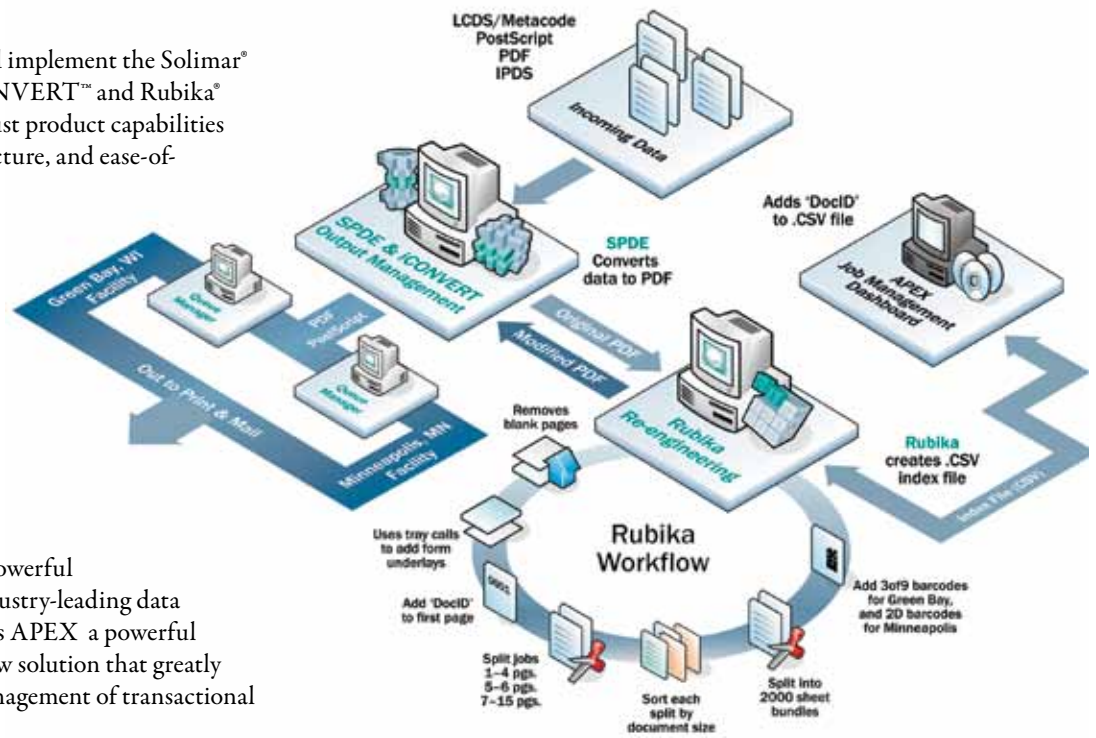 l implement the Solimar®
NVERT™ and Rubika®
ust product capabilities
cture, and ease-of-
owerful
ustry-leading data
s APEX a powerful
w solution that greatly
nagement of transactional
LCDS/Metacode
PostScript
PDF
IPDS
Incoming Data
SPDE & iCONVERT
Output Management
SPDE
Converts
data to PDF
Adds 'DocID'
to .CSV file
APEX
Job Management
Dashboard
Green Bay, WI
Facility
Queue
Manager
PDF
PostScript
Queue
Manager
Out to Print & Mail
Minneapolis, MN
Facility
Original PDF
Modified PDF
Rubika
Re-engineering
Rubika
creates .CSV
index file
Index File (CSV)
Removes
blank pages
Uses tray calls
to add form
underlays
Add 'DocID'
to first page
Split jobs
1–4 pgs.
5–6 pgs.
7–15 pgs.
Sort each
split by
document size
Split into
2000 sheet
bundles
Add 3of9 barcodes
for Green Bay,
and 2D barcodes
for Minneapolis
Rubika
Workflow